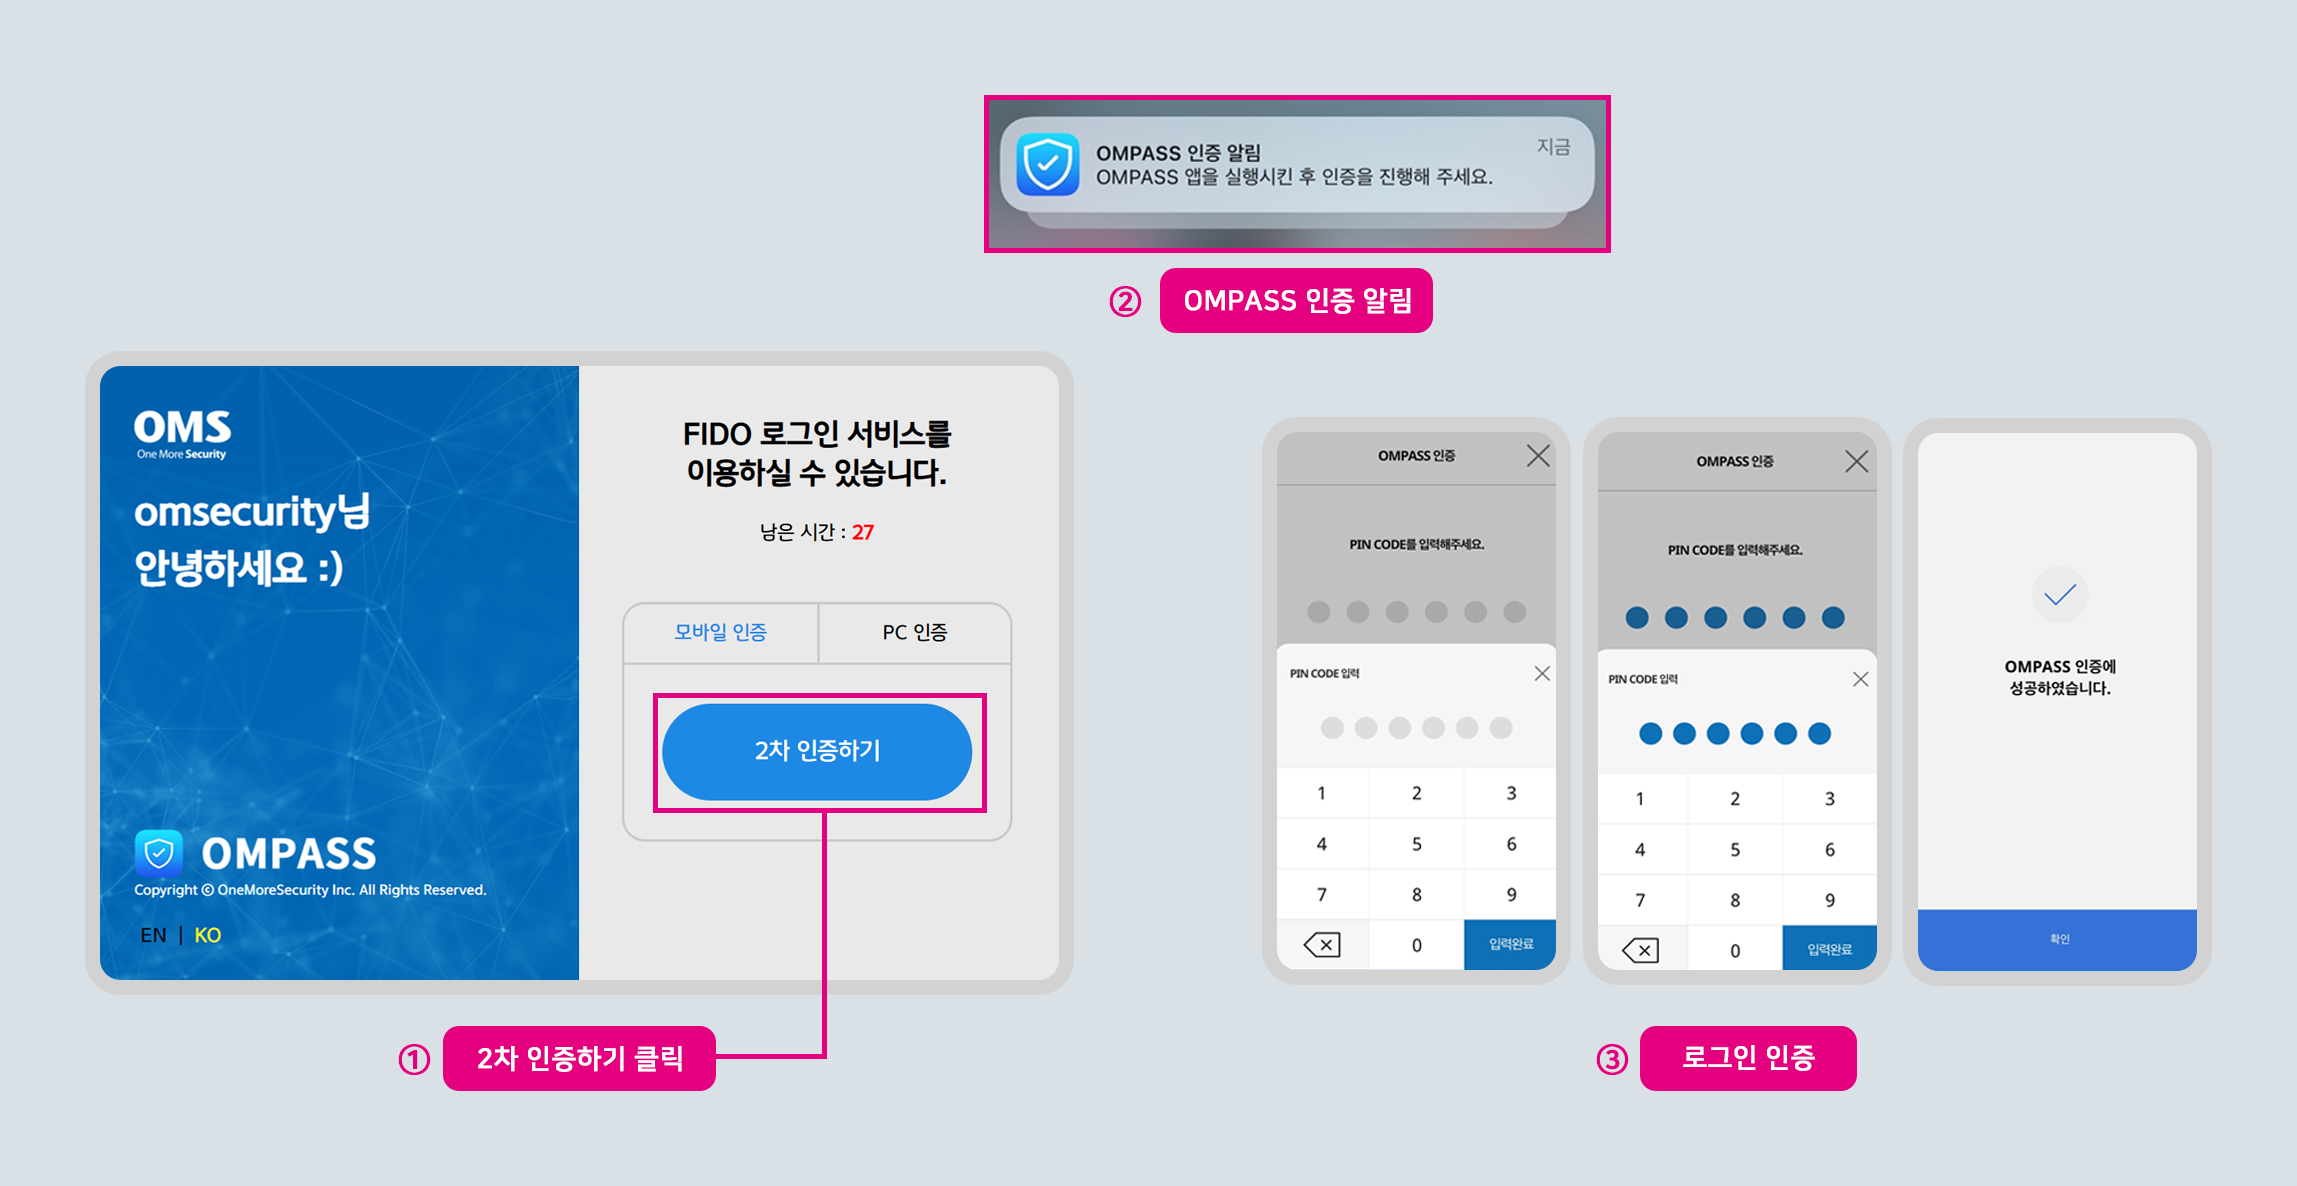 OMPASS 인증 알림
지금
OMPASS 앱을 실행시킨 후 인증을 진행해 주세요.
② OMPASS 인증 알림
OMS
One More Security
omsecurity님
안녕하세요 :)
OMPASS
Copyright ⓒ OneMoreSecurity Inc. All Rights Reserved.
EN | KO
FIDO 로그인 서비스를
이용하실 수 있습니다.
남은 시간 : 27
모바일 인증
PC 인증
2차 인증하기
① 2차 인증하기 클릭
OMPASS 인증
PIN CODE를 입력해주세요.
PIN CODE 입력
1 2 3
4 5 6
7 8 9
0 입력완료
OMPASS 인증
PIN CODE를 입력해주세요.
PIN CODE 입력
1 2 3
4 5 6
7 8 9
0 입력완료
OMPASS 인증에
성공하였습니다.
확인
③ 로그인 인증